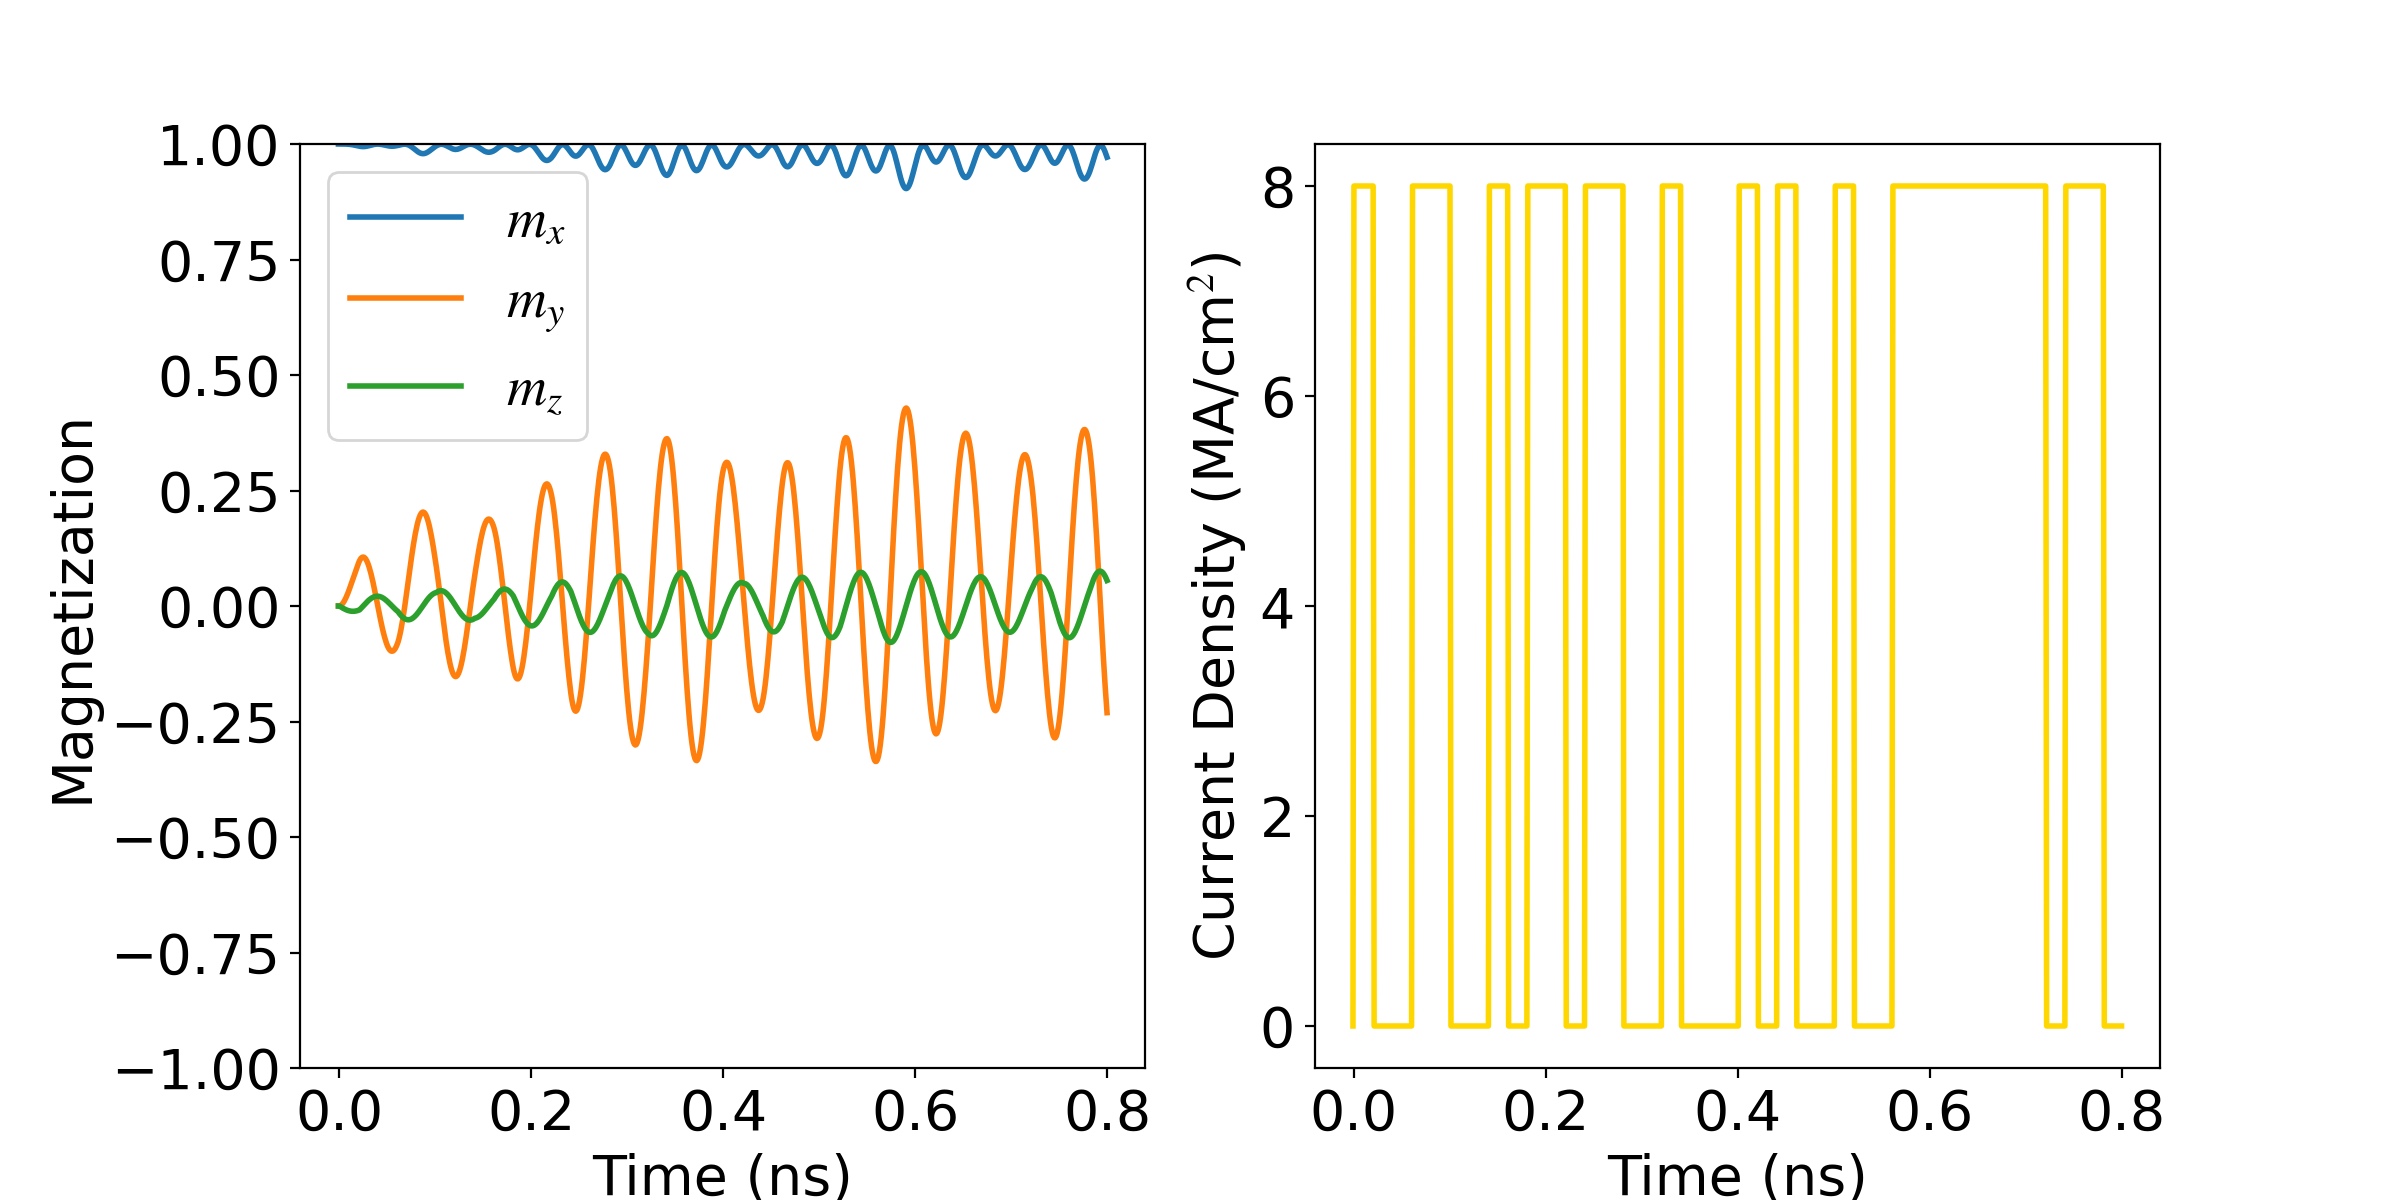 Magnetization
1.00
0.75
0.50
0.25
0.00
−0.25
−0.50
−0.75
−1.00
m_x
m_y
m_z
0.0 0.2 0.4 0.6 0.8
Time (ns)
Current Density (MA/cm²)
8
6
4
2
0
0.0 0.2 0.4 0.6 0.8
Time (ns)